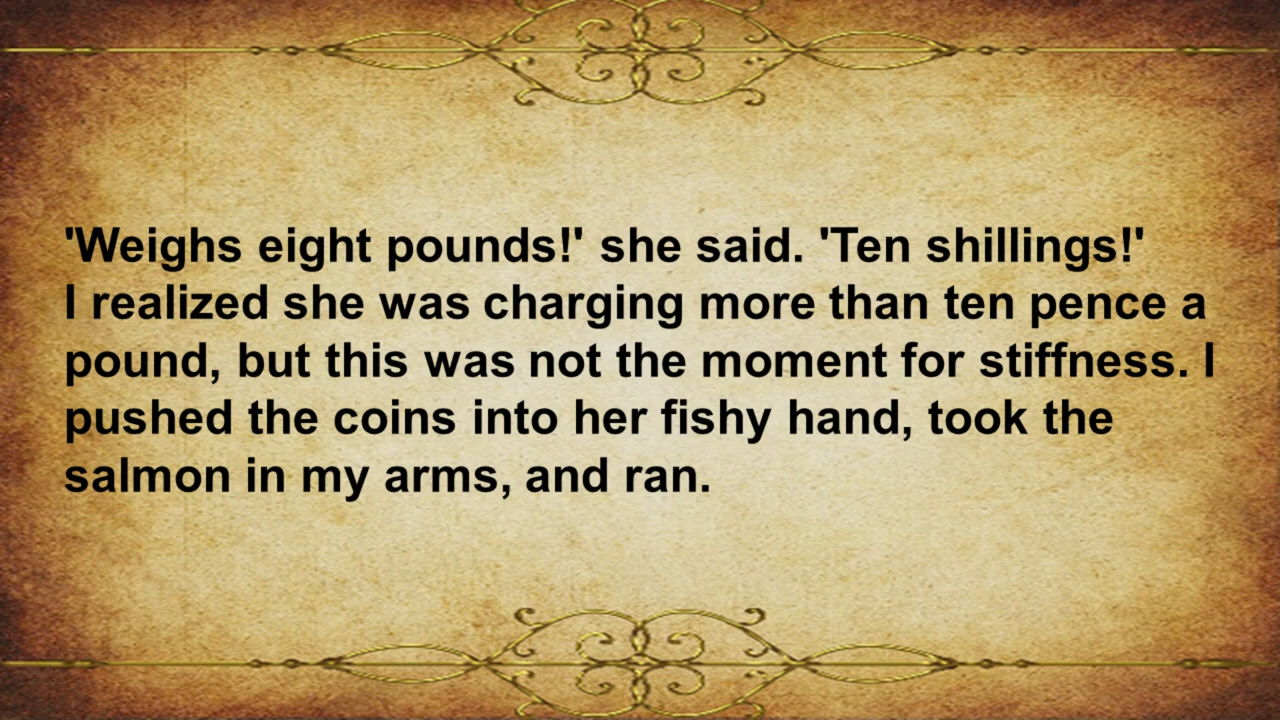 'Weighs eight pounds!' she said. 'Ten shillings!'
I realized she was charging more than ten pence a
pound, but this was not the moment for stiffness. I
pushed the coins into her fishy hand, took the
salmon in my arms, and ran.